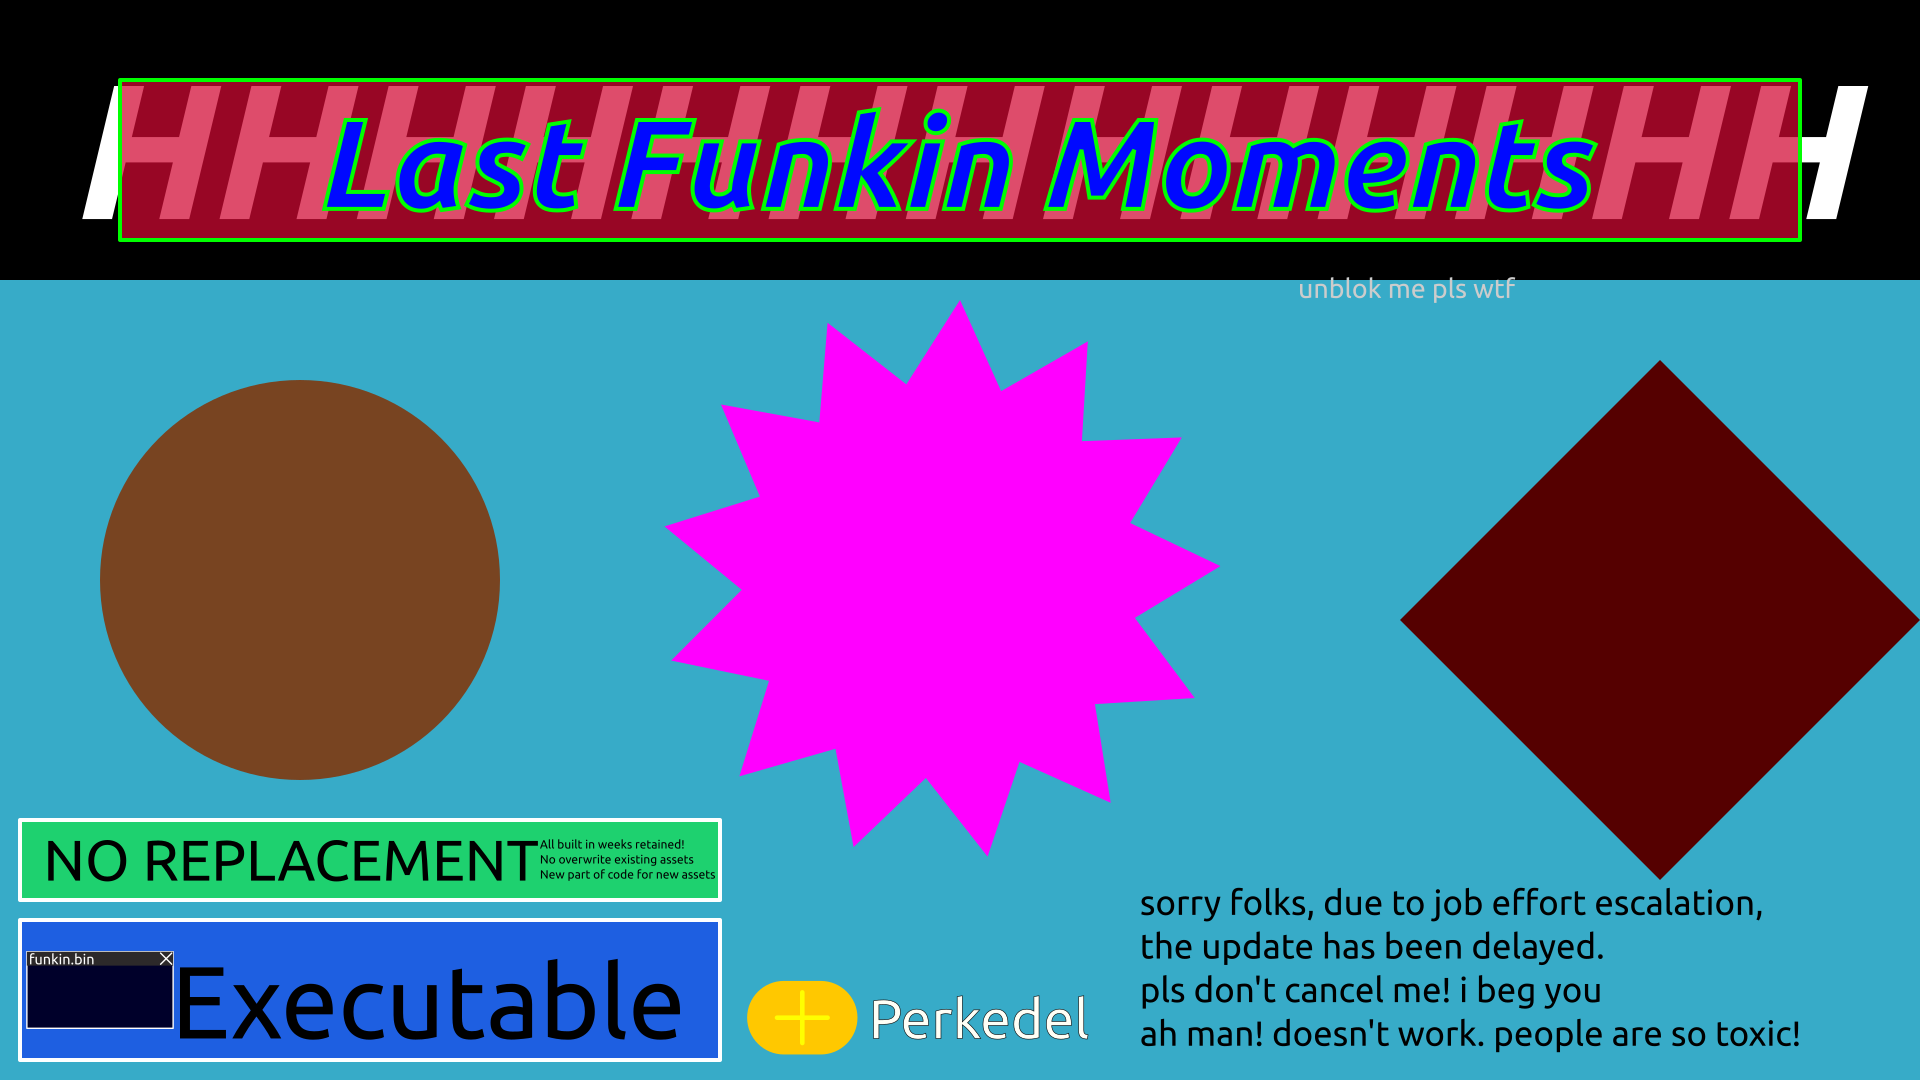 HHHHHHHHHHHHH
Last Funkin Moments
unblok me pls wtf
NO REPLACEMENT
All built in weeks retained!
No overwrite existing assets
New part of code for new assets
funkin.bin
Executable
Perkedel
sorry folks, due to job effort escalation,
the update has been delayed.
pls don't cancel me! i beg you
ah man! doesn't work. people are so toxic!